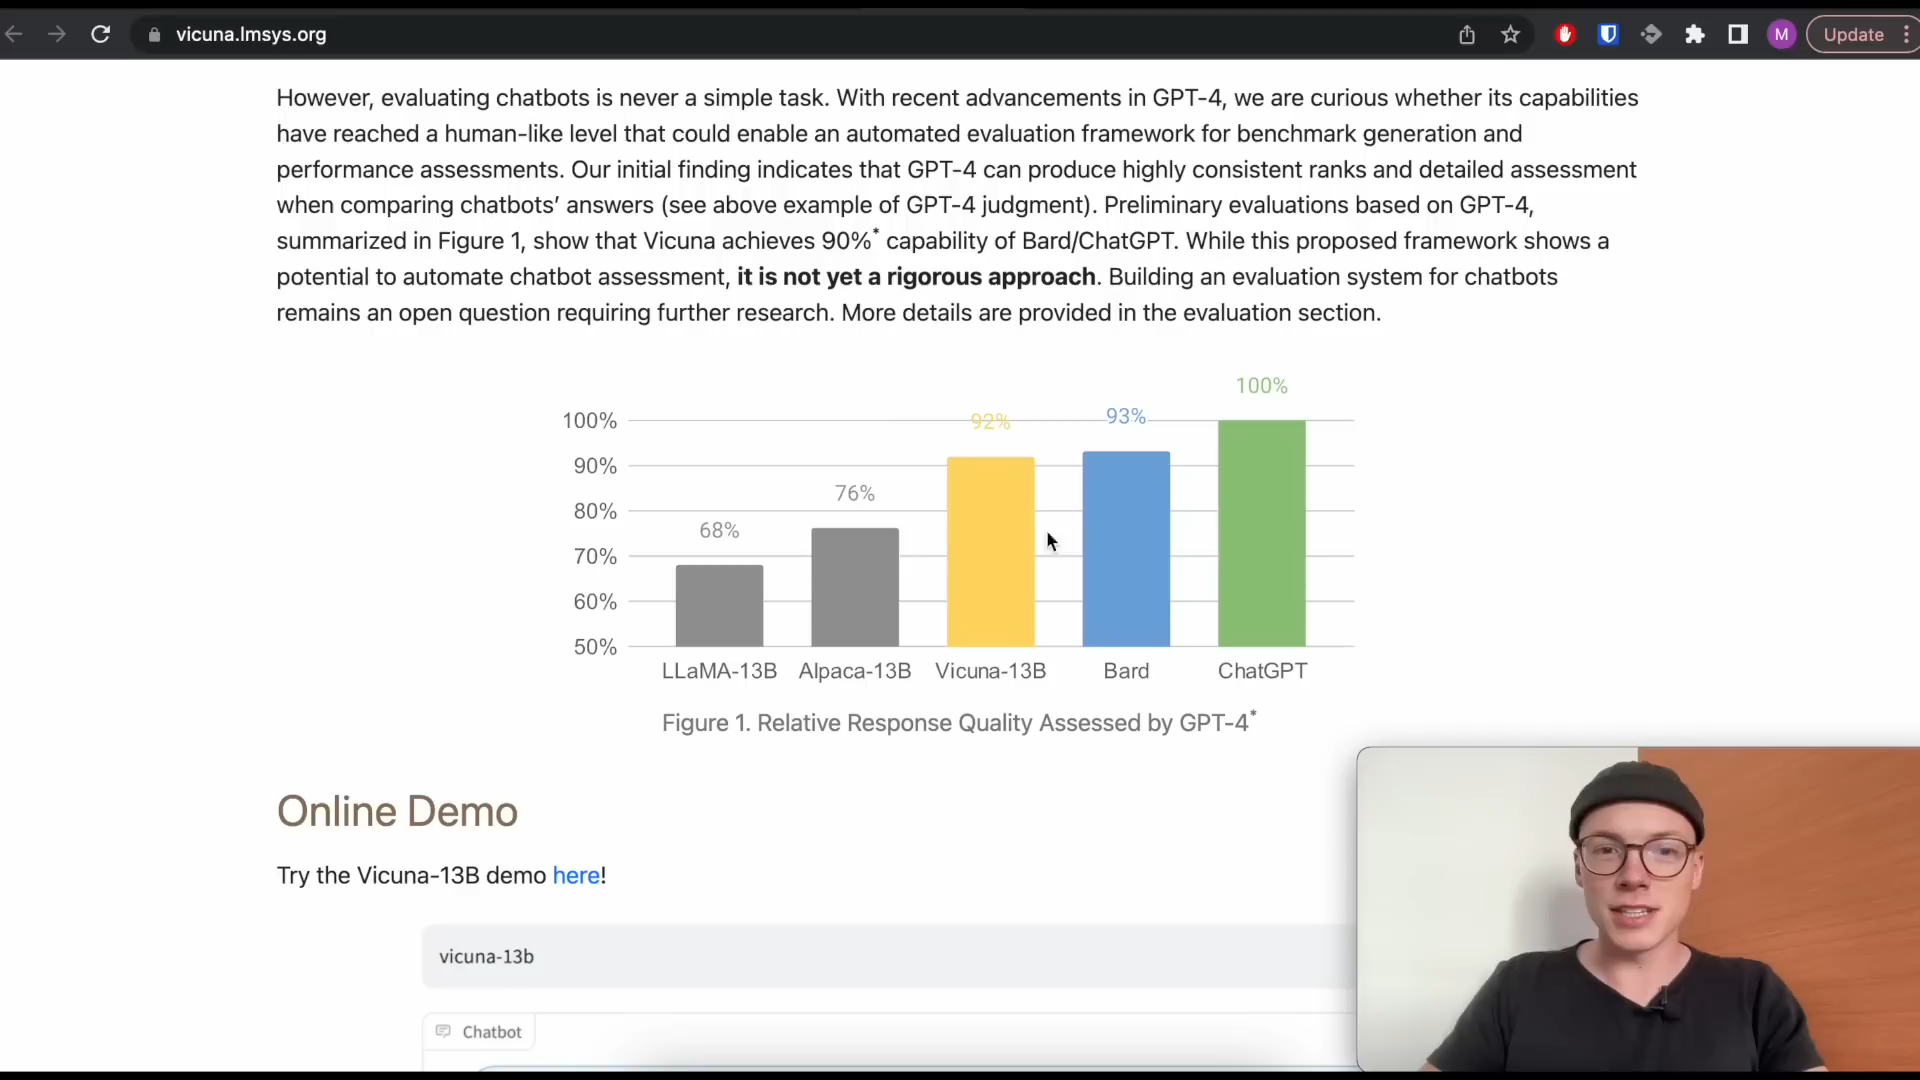 vicuna.lmsys.org
M
Update
However, evaluating chatbots is never a simple task. With recent advancements in GPT-4, we are curious whether its capabilities
have reached a human-like level that could enable an automated evaluation framework for benchmark generation and
performance assessments. Our initial finding indicates that GPT-4 can produce highly consistent ranks and detailed assessment
when comparing chatbots’ answers (see above example of GPT-4 judgment). Preliminary evaluations based on GPT-4,
summarized in Figure 1, show that Vicuna achieves 90%* capability of Bard/ChatGPT. While this proposed framework shows a
potential to automate chatbot assessment, it is not yet a rigorous approach. Building an evaluation system for chatbots
remains an open question requiring further research. More details are provided in the evaluation section.
100%
100% 92% 93%
90%
76%
80%
68%
70%
60%
50%
LLaMA-13B Alpaca-13B Vicuna-13B Bard ChatGPT
Figure 1. Relative Response Quality Assessed by GPT-4*
Online Demo
Try the Vicuna-13B demo here!
vicuna-13b
Chatbot